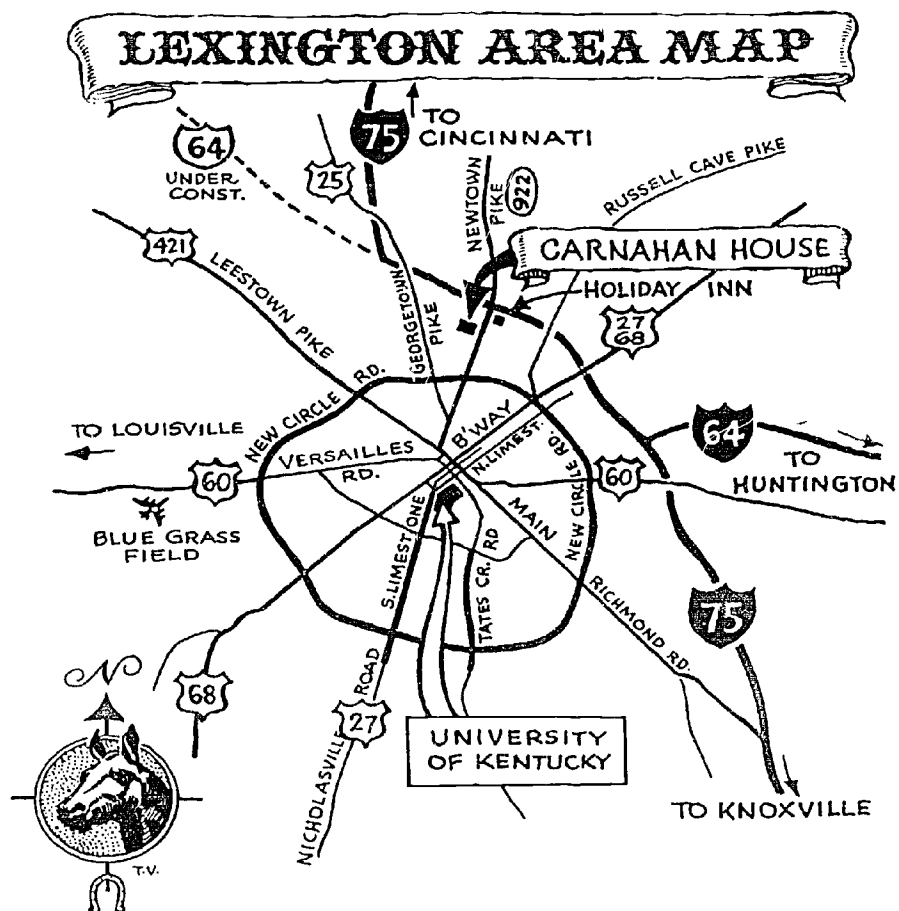 LEXINGTON AREA MAP
75
TO
CINCINNATI
64
UNDER
CONST.
25
NEWTOWN
PIKE
922
RUSSELL CAVE PIKE
421
LEESTOWN PIKE
GEORGETOWN
PIKE
CARNAHAN HOUSE
HOLIDAY INN
27
68
NEW CIRCLE RD.
TO LOUISVILLE
VERSAILLES
RD.
B'WAY
N. LIMEST.
NEW CIRCLE RD.
64
TO
HUNTINGTON
60
60
BLUE GRASS
FIELD
S. LIMESTONE
MAIN
TATES CR. RD
RICHMOND RD.
75
N
68
NICHOLASVILLE ROAD
27
UNIVERSITY
OF KENTUCKY
TO KNOXVILLE
T.V.